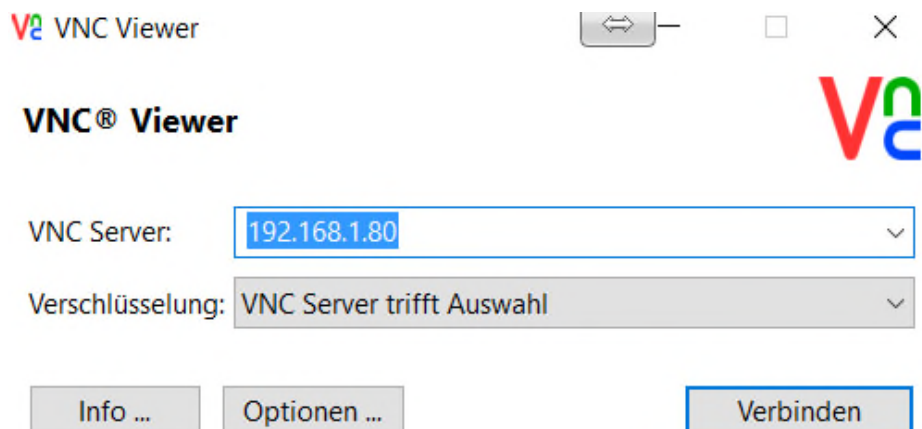 VNC Viewer
VNC® Viewer
VNC Server: 192.168.1.80
Verschlüsselung: VNC Server trifft Auswahl
Info ... Optionen ... Verbinden